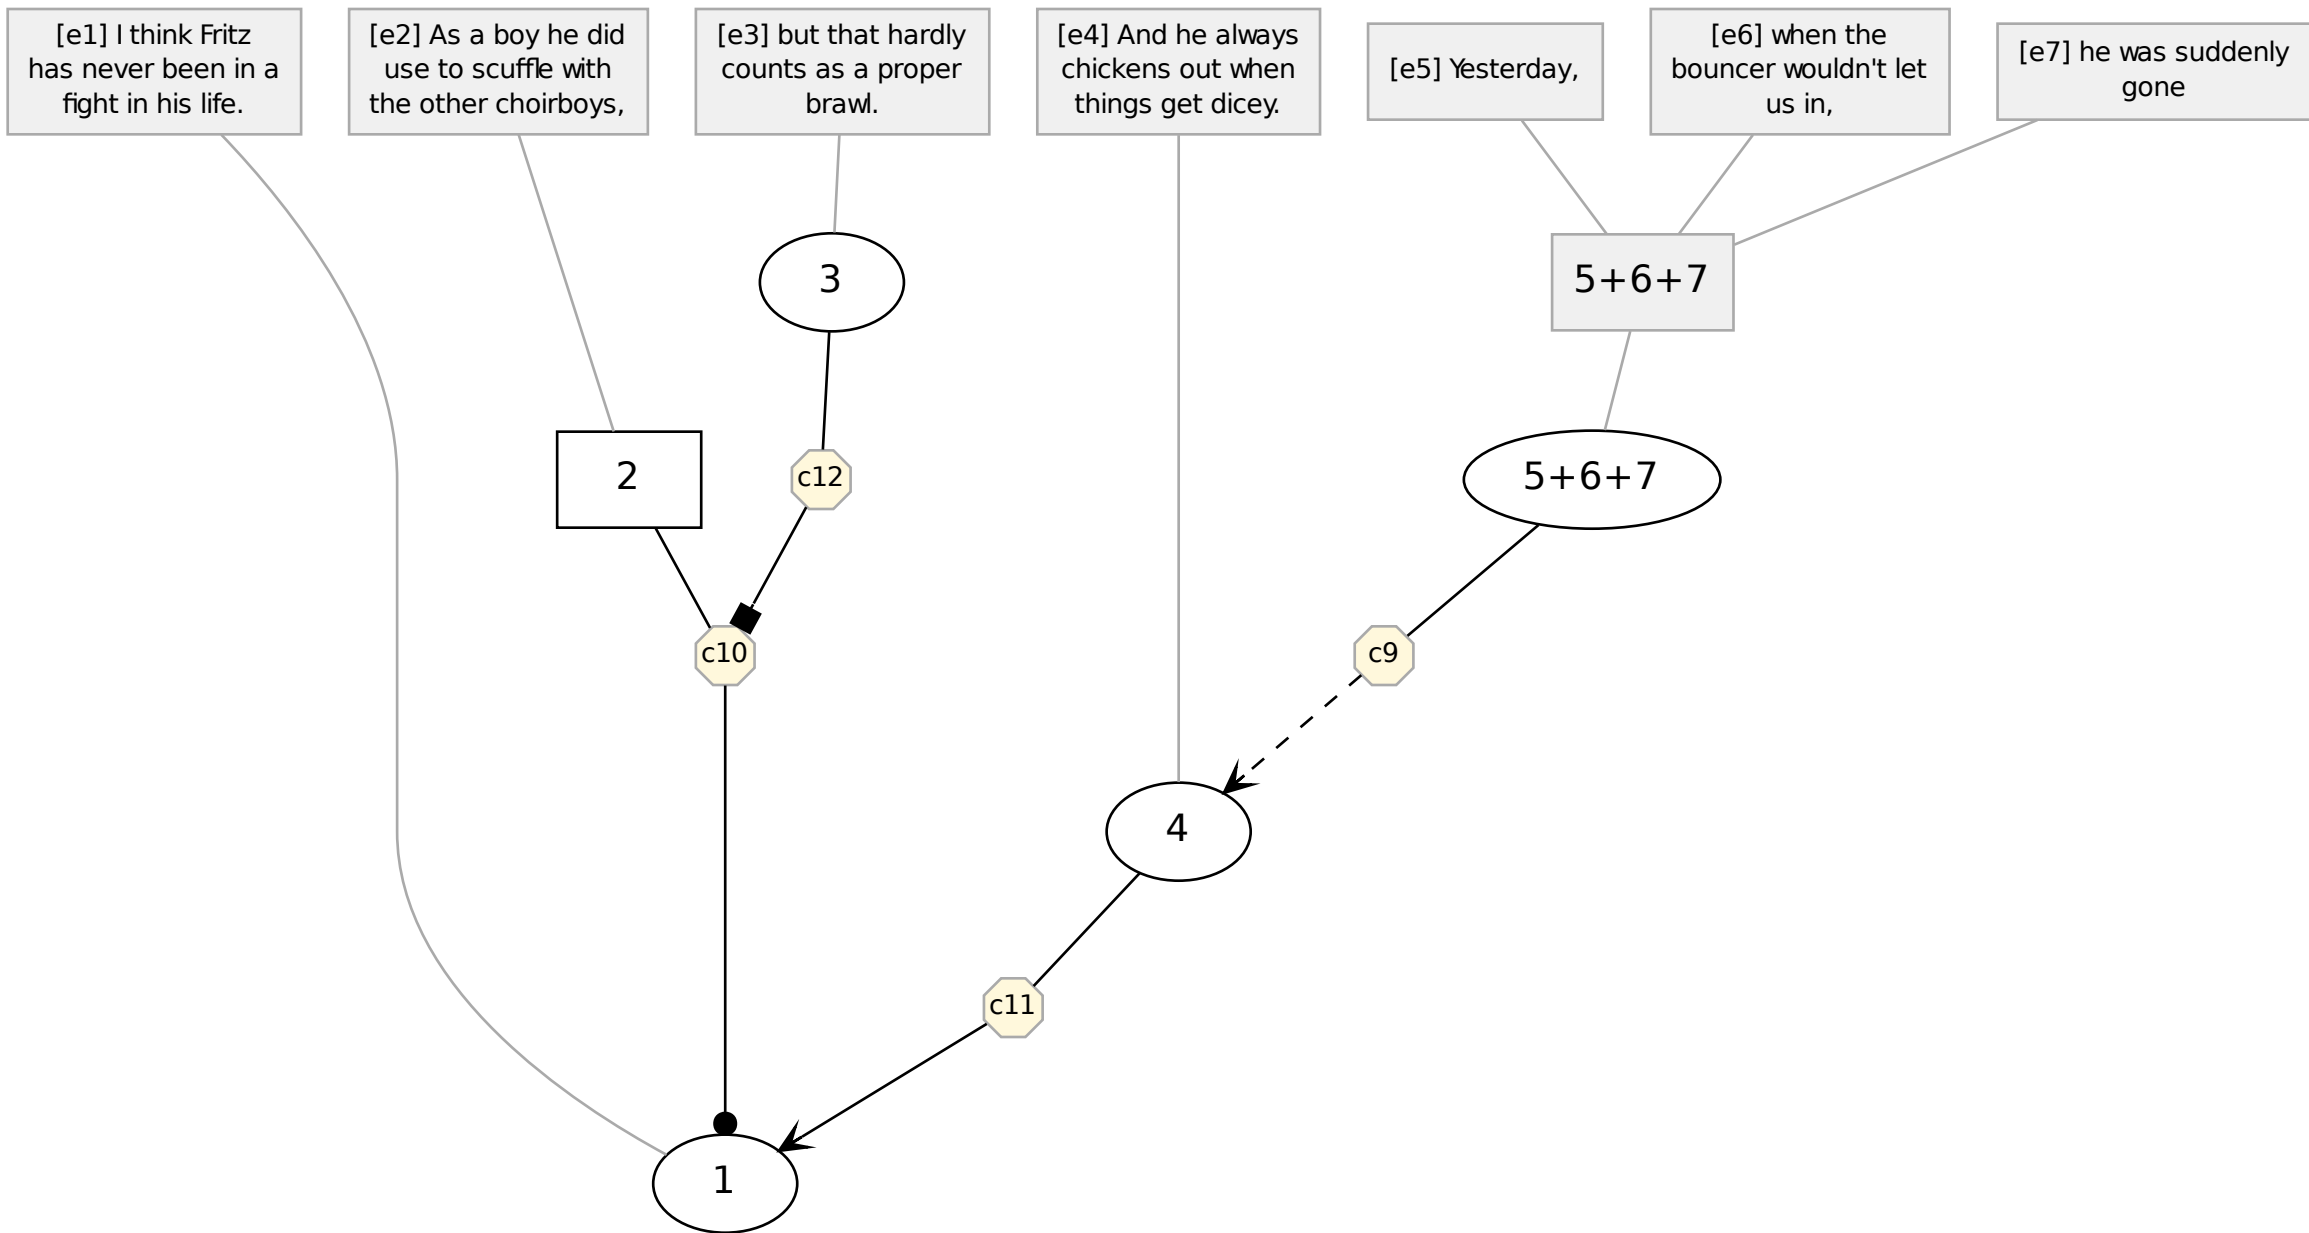 [e1] I think Fritz
has never been in a
fight in his life.
[e2] As a boy he did
use to scuffle with
the other choirboys,
[e3] but that hardly
counts as a proper
brawl.
[e4] And he always
chickens out when
things get dicey.
[e5] Yesterday,
[e6] when the
bouncer wouldn't let
us in,
[e7] he was suddenly
gone
3
5+6+7
2
c12
5+6+7
c10
c9
4
c11
1